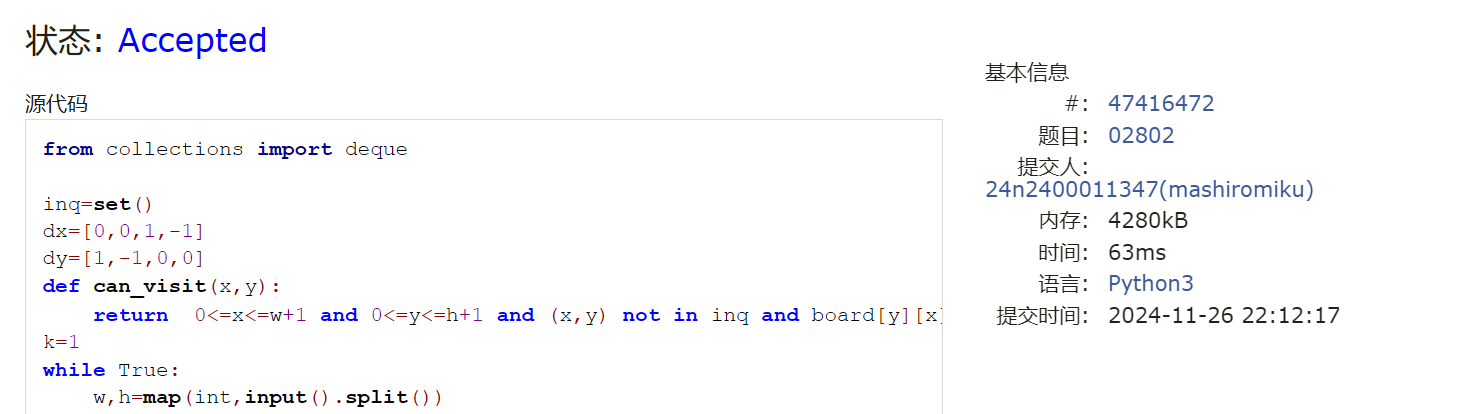 状态: Accepted
源代码
from collections import deque
inq=set()
dx=[0,0,1,-1]
dy=[1,-1,0,0]
def can_visit(x,y):
    return  0<=x<=w+1 and 0<=y<=h+1 and (x,y) not in inq and board[y][x]
k=1
while True:
    w,h=map(int,input().split())
基本信息
#: 47416472
题目: 02802
提交人:
24n2400011347(mashiromiku)
内存: 4280kB
时间: 63ms
语言: Python3
提交时间: 2024-11-26 22:12:17